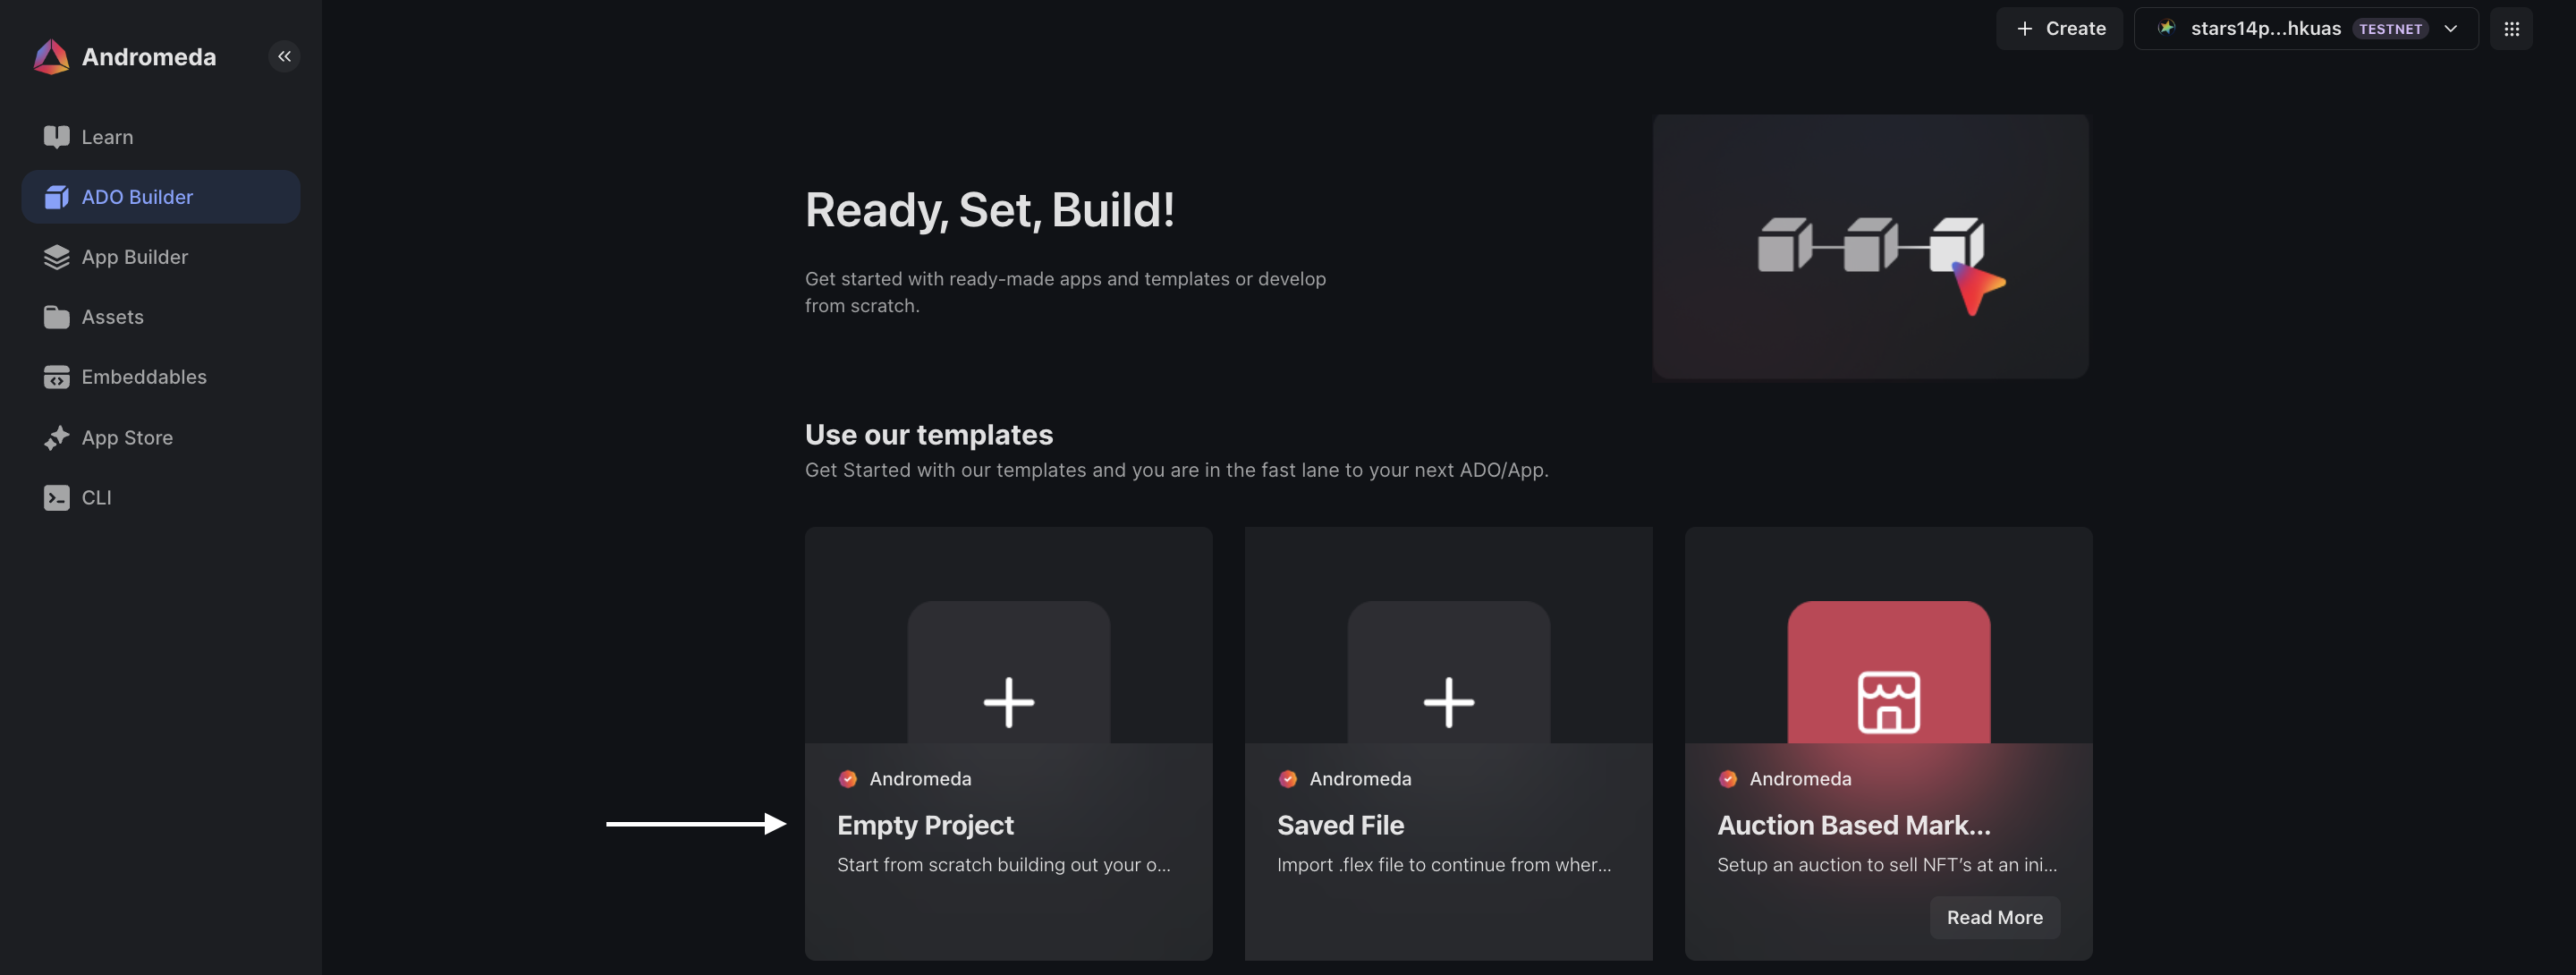 Andromeda
Learn
ADO Builder
App Builder
Assets
Embeddables
App Store
CLI
Create
stars14p...hkuas TESTNET
Ready, Set, Build!
Get started with ready-made apps and templates or develop
from scratch.
Use our templates
Get Started with our templates and you are in the fast lane to your next ADO/App.
Andromeda
Empty Project
Start from scratch building out your o...
Andromeda
Saved File
Import .flex file to continue from wher...
Andromeda
Auction Based Mark...
Setup an auction to sell NFT’s at an ini...
Read More